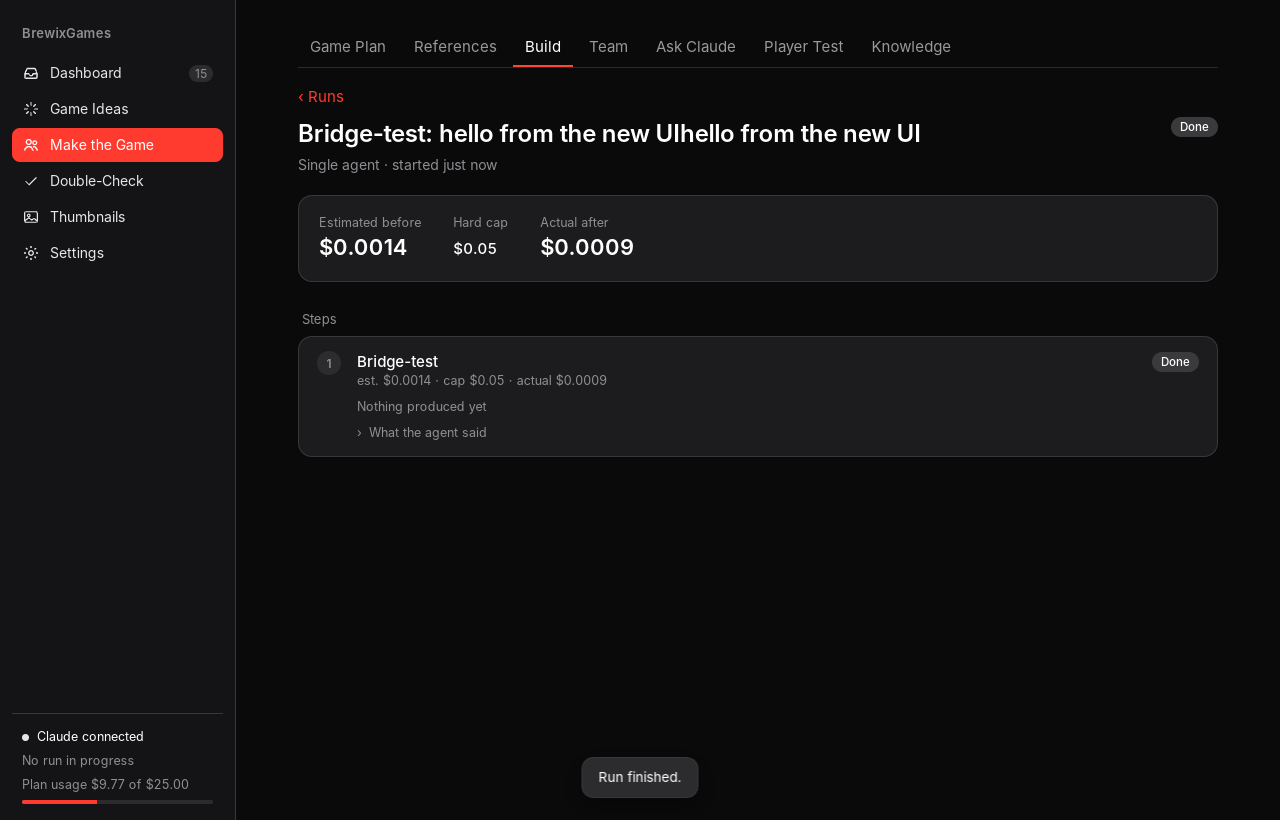 BrewixGames
Dashboard 15
Game Ideas
Make the Game
Double-Check
Thumbnails
Settings
Claude connected
No run in progress
Plan usage $9.77 of $25.00
Game Plan References Build Team Ask Claude Player Test Knowledge
‹ Runs
Bridge-test: hello from the new UIhello from the new UI Done
Single agent · started just now
Estimated before Hard cap Actual after
$0.0014 $0.05 $0.0009
Steps
1 Bridge-test Done
est. $0.0014 · cap $0.05 · actual $0.0009
Nothing produced yet
› What the agent said
Run finished.